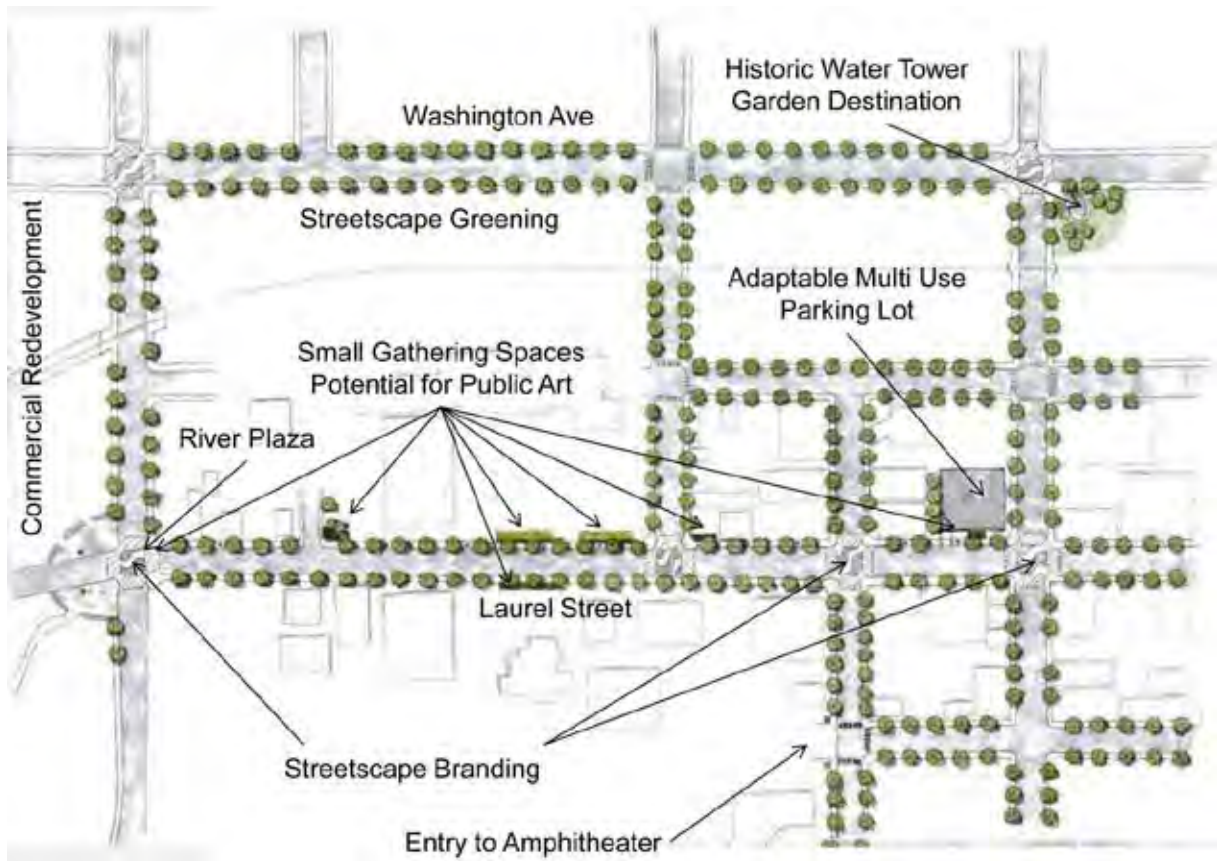 Historic Water Tower
Garden Destination
Washington Ave
Streetscape Greening
Commercial Redevelopment
Adaptable Multi Use
Parking Lot
Small Gathering Spaces
Potential for Public Art
River Plaza
Laurel Street
Streetscape Branding
Entry to Amphitheater